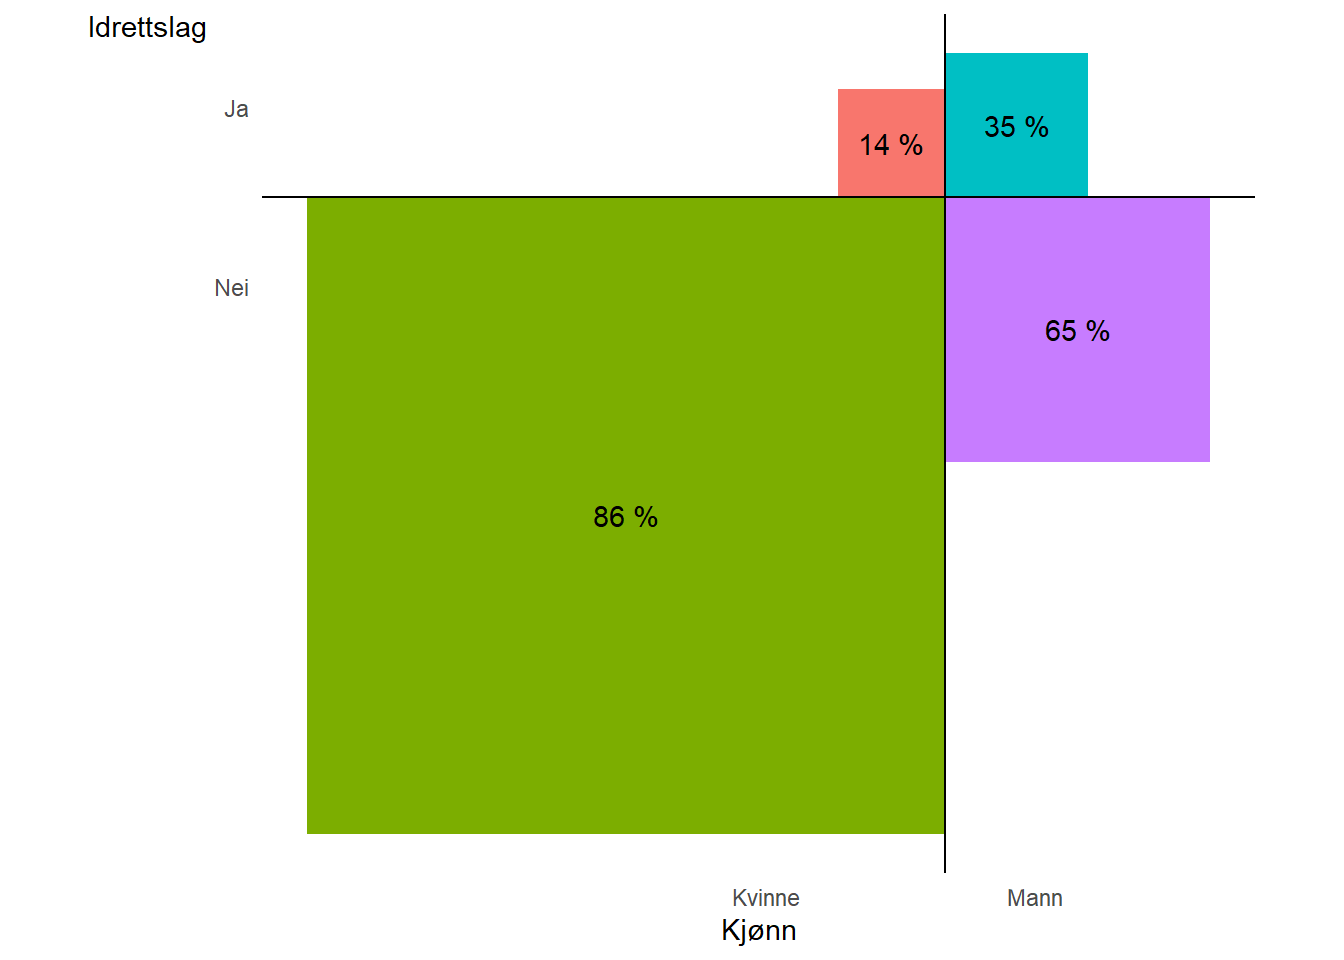 Idrettslag
Ja
14 %
35 %
Nei
65 %
86 %
Kvinne
Mann
Kjønn